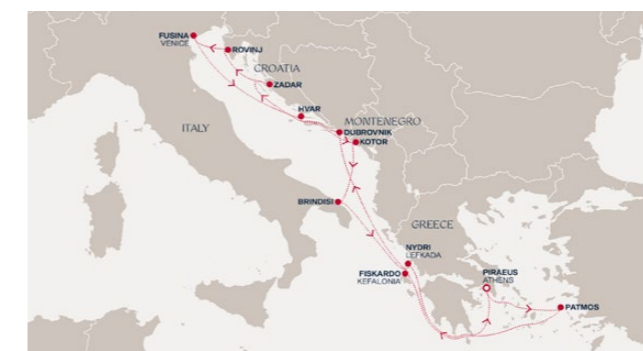 FUSINA
VENICE
ROVINJ
CROATIA
ZADAR
HVAR
ITALY
MONTENEGRO
DUBROVNIK
KOTOR
BRINDISI
GREECE
NYDRI
LEFKADA
FISKARDO
KEFALONIA
PIRAEUS
ATHENS
PATMOS